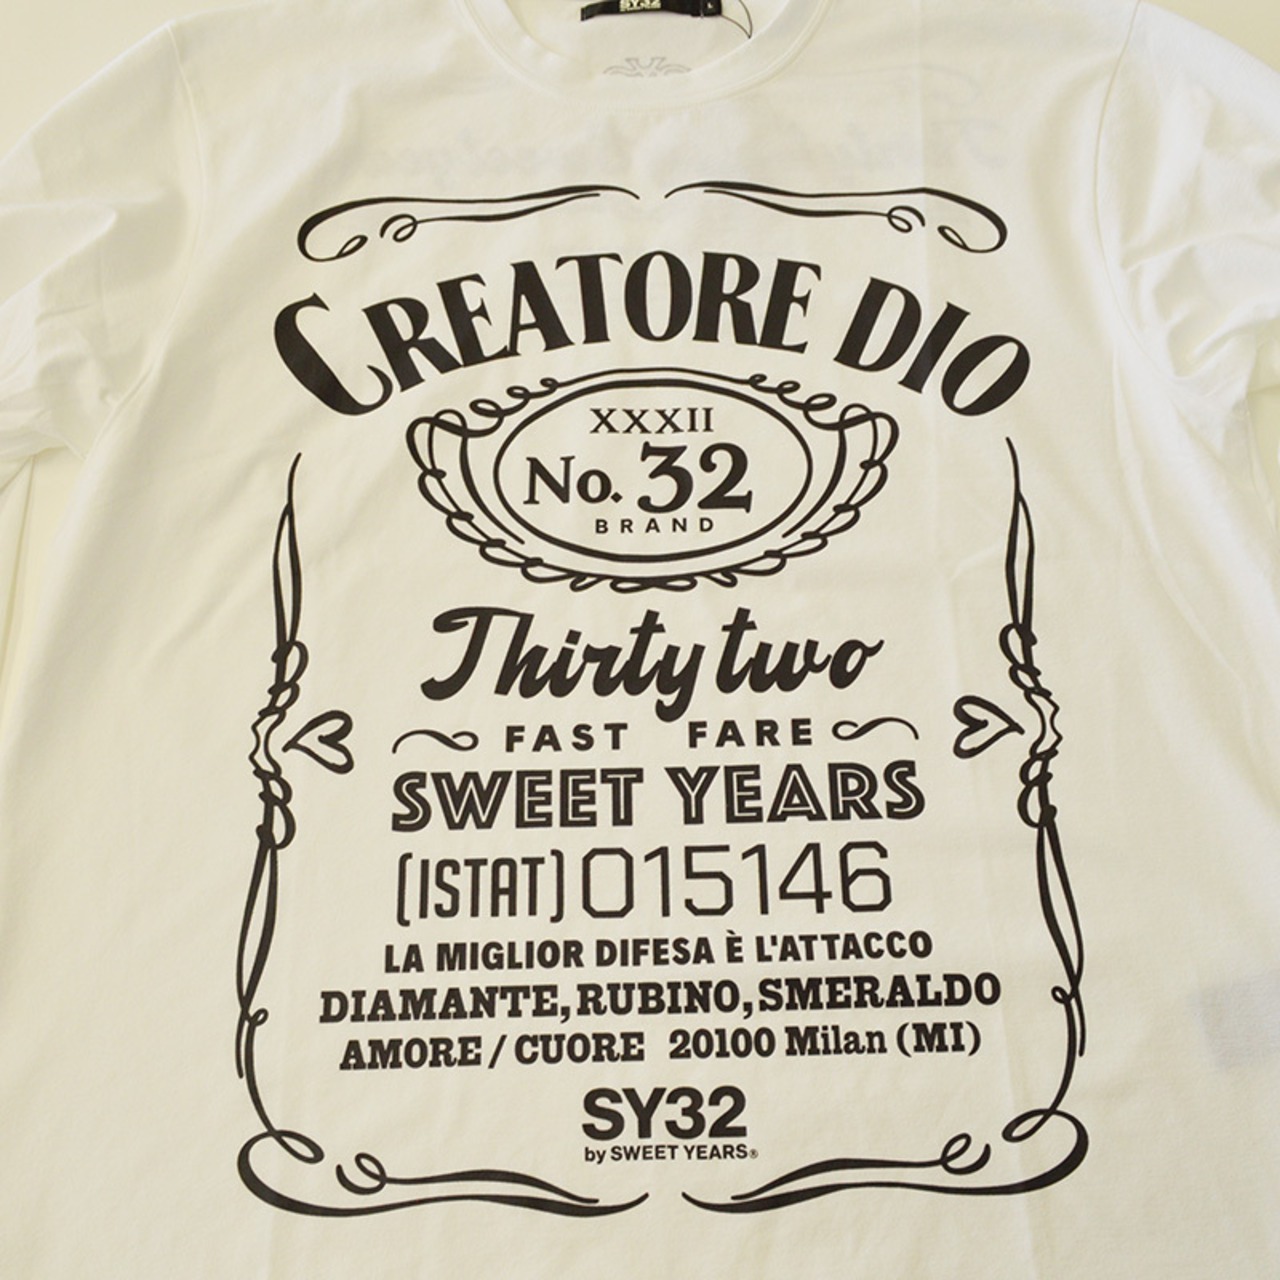 SY32
L
CREATORE DIO
XXXII
No. 32
BRAND
Thirty two
FAST FARE
SWEET YEARS
(ISTAT) 015146
LA MIGLIOR DIFESA È L'ATTACCO
DIAMANTE, RUBINO, SMERALDO
AMORE / CUORE 20100 Milan (MI)
SY32
by SWEET YEARS®